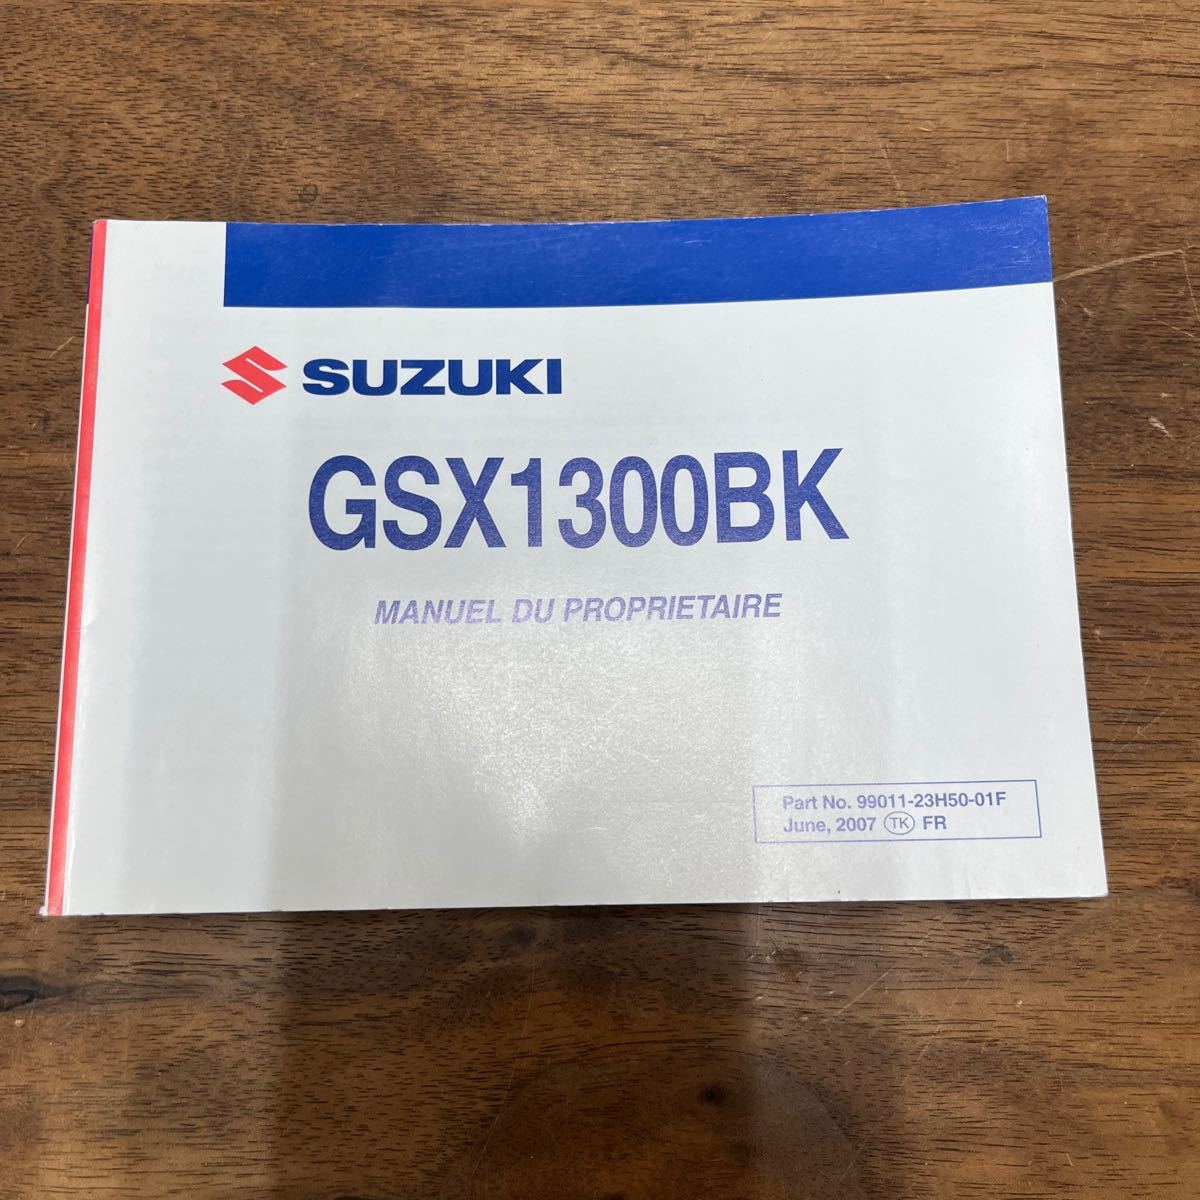 SUZUKI
GSX1300BK
MANUEL DU PROPRIETAIRE
Part No. 99011-23H50-01F
June, 2007 TK FR